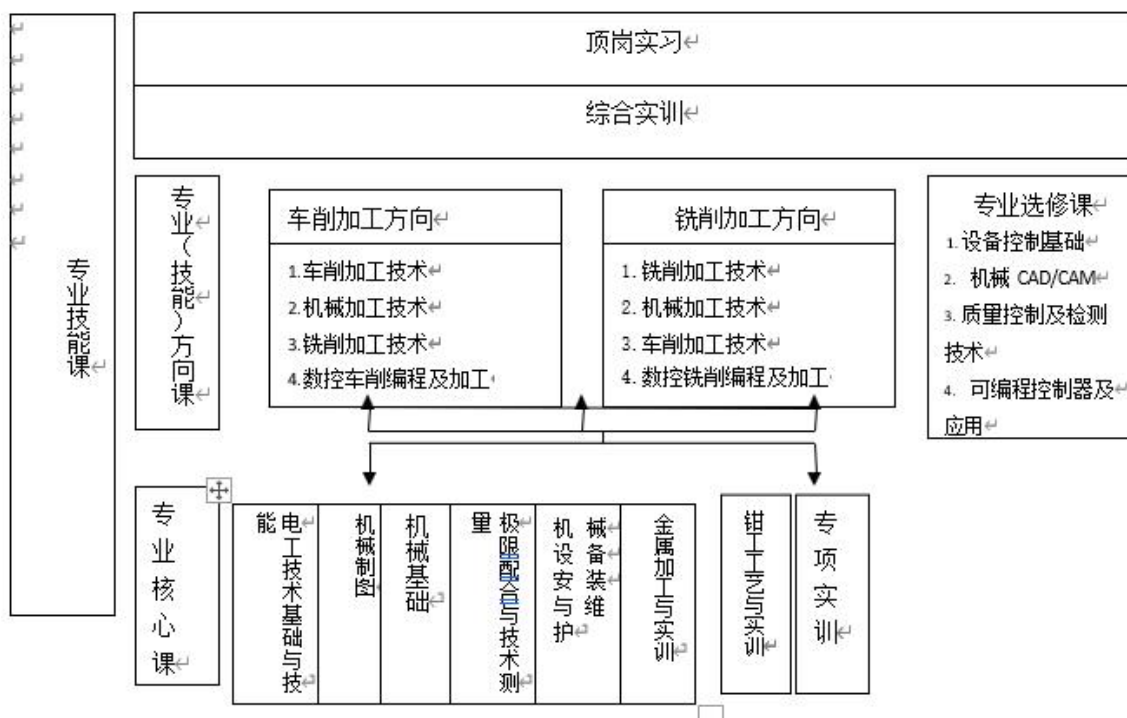 顶岗实习
综合实训
专业技能课
专业（技能）方向课
车削加工方向
1.车削加工技术
2.机械加工技术
3.铣削加工技术
4.数控车削编程及加工
铣削加工方向
1.铣削加工技术
2.机械加工技术
3.车削加工技术
4.数控铣削编程及加工
专业选修课
1.设备控制基础
2. 机械 CAD/CAM
3.质量控制及检测
技术
4. 可编程控制器及
应用
专业核心课
电工技术基础与技
能
机械制图
机械基础
极限配合与技术测
量
机械
设备
安装
与维
护
金属加工与实训
钳工工艺与实训
专项实训